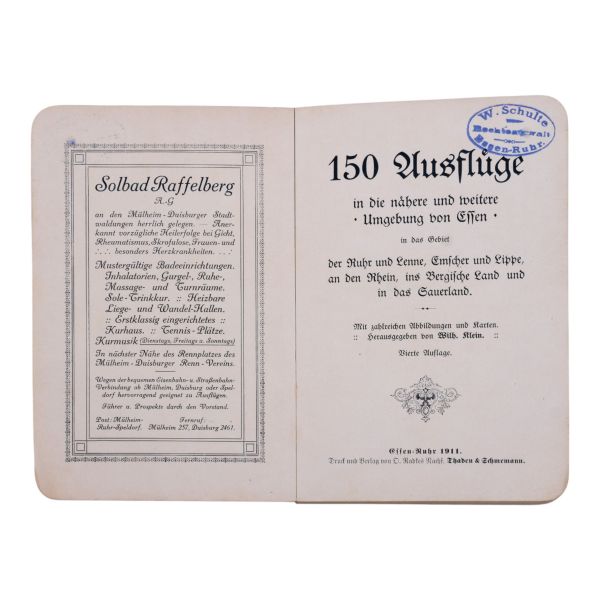 Solbad Raffelberg
A.-G
an den Mülheim-Duisburger Stadt-
waldungen herrlich gelegen. — Aner-
kannt vorzügliche Heilerfolge bei Gicht,
Rheumatismus, Skrofulose, Frauen- und
.·. .·. besonders Herzkrankheiten. .·. .·
Mustergültige Badeeinrichtungen.
Inhalatorien, Gurgel-, Ruhe-,
Massage- und Turnräume.
Sole-Trinkkur. :: Heizbare
Liege- und Wandel-Hallen.
:: Erstklassig eingerichtetes ::
Kurhaus. :: Tennis-Plätze.
Kurmusik (Dienstags, Freitags u. Sonntags)
In nächster Nähe des Rennplatzes des
Mülheim-Duisburger Renn-Vereins.
Wegen der bequemen Eisenbahn- u. Straßenbahn-
Verbindung ab Mülheim, Duisburg oder Spel-
dorf hervorragend geeignet zu Ausflügen.
Führer u. Prospekte durch den Vorstand.
Post: Mülheim-
Ruhr-Speldorf.
Fernruf:
Mülheim 257, Duisburg 2461.
W. Schulte
Rechtsanwalt
Essen-Ruhr.
150 Ausflüge
in die nähere und weitere
· Umgebung von Essen ·
in das Gebiet
der Ruhr und Lenne, Emscher und Lippe,
an den Rhein, ins Bergische Land und
in das Sauerland.
Mit zahlreichen Abbildungen und Karten.
:: Herausgegeben von Wilh. Klein. ::
Vierte Auflage.
Essen-Ruhr 1911.
Druck und Verlag von O. Radkes Nachf. Thaden & Schmemann.